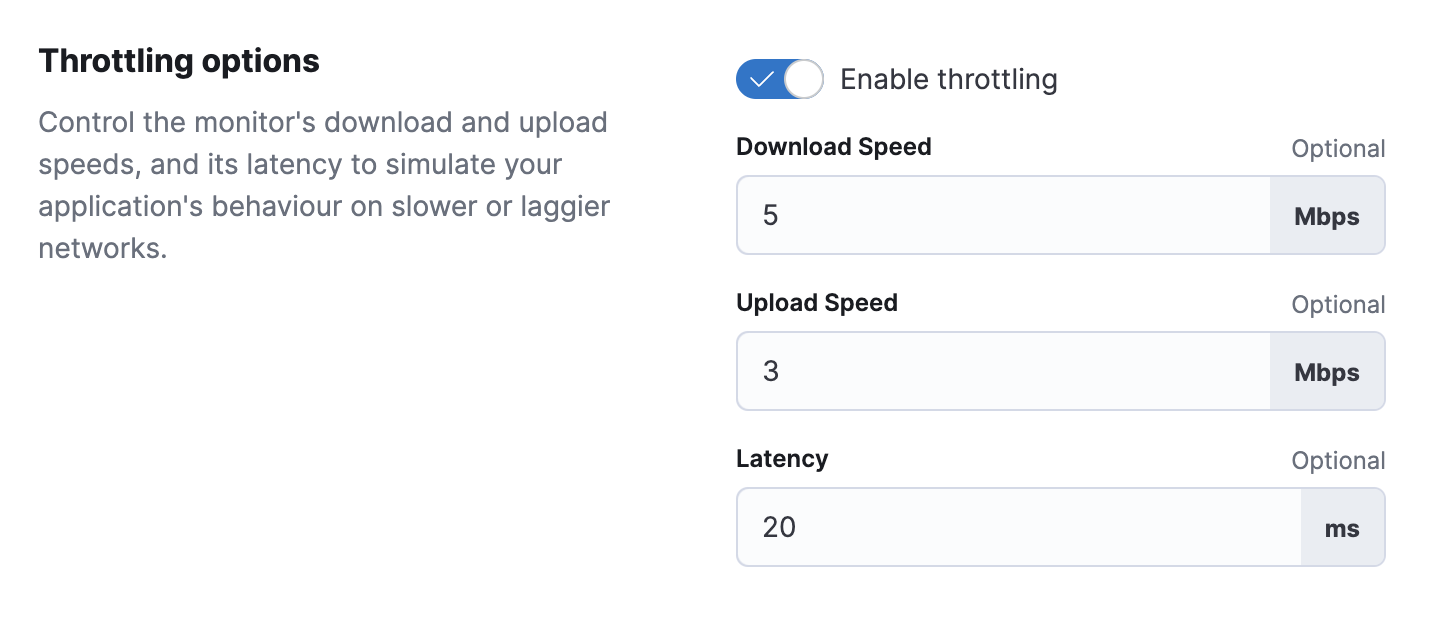 Throttling options
Control the monitor's download and upload
speeds, and its latency to simulate your
application's behaviour on slower or laggier
networks.
Enable throttling
Download Speed Optional
5 Mbps
Upload Speed Optional
3 Mbps
Latency Optional
20 ms